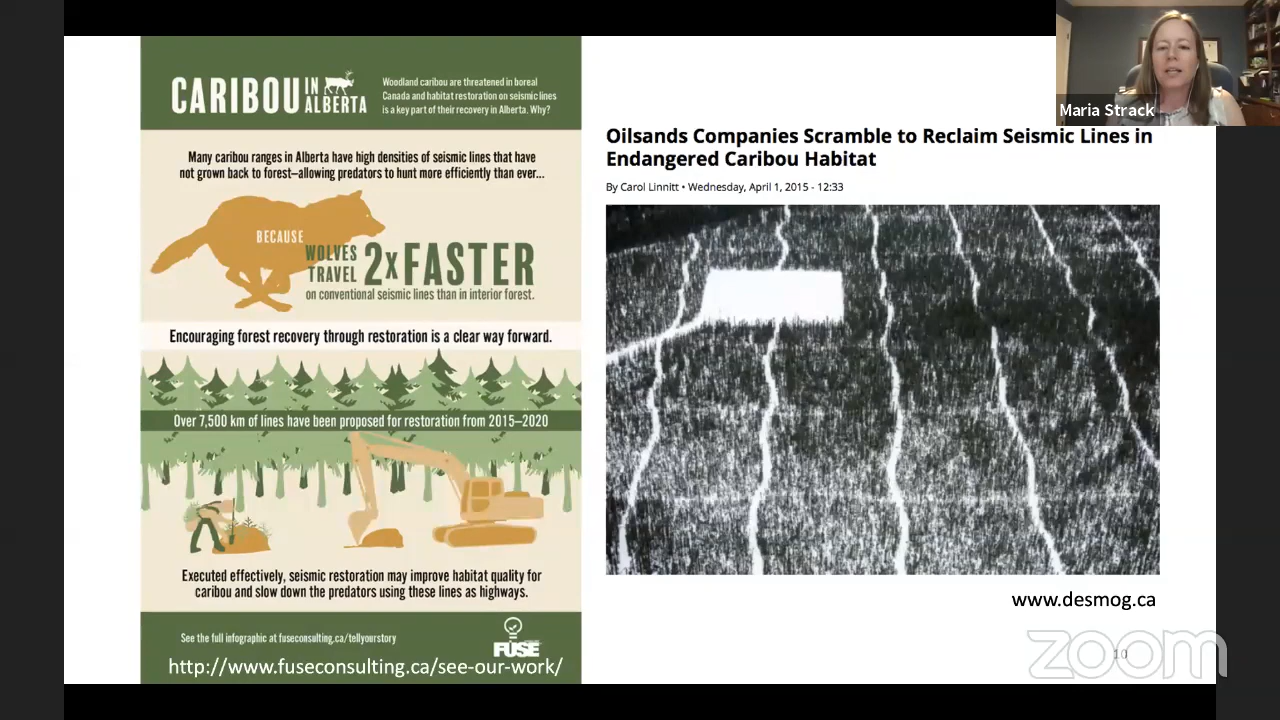 CARIBOU IN ALBERTA
Woodland caribou are threatened in boreal
Canada and habitat restoration on seismic lines
is a key part of their recovery in Alberta. Why?
Many caribou ranges in Alberta have high densities of seismic lines that have
not grown back to forest–allowing predators to hunt more efficiently than ever...
BECAUSE
WOLVES
TRAVEL
2xFASTER
on conventional seismic lines than in interior forest.
Encouraging forest recovery through restoration is a clear way forward.
Over 7,500 km of lines have been proposed for restoration from 2015–2020
Executed effectively, seismic restoration may improve habitat quality for
caribou and slow down the predators using these lines as highways.
See the full infographic at fuseconsulting.ca/tellyourstory
FUSE
http://www.fuseconsulting.ca/see-our-work/
Maria Strack
Oilsands Companies Scramble to Reclaim Seismic Lines in
Endangered Caribou Habitat
By Carol Linnitt • Wednesday, April 1, 2015 - 12:33
www.desmog.ca
zoom
10